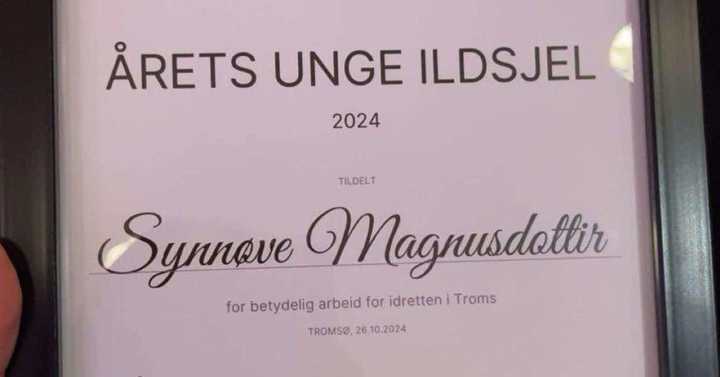 ÅRETS UNGE ILDSJEL
2024
TILDELT
Synnøve Magnusdottir
for betydelig arbeid for idretten i Troms
TROMSØ, 26.10.2024